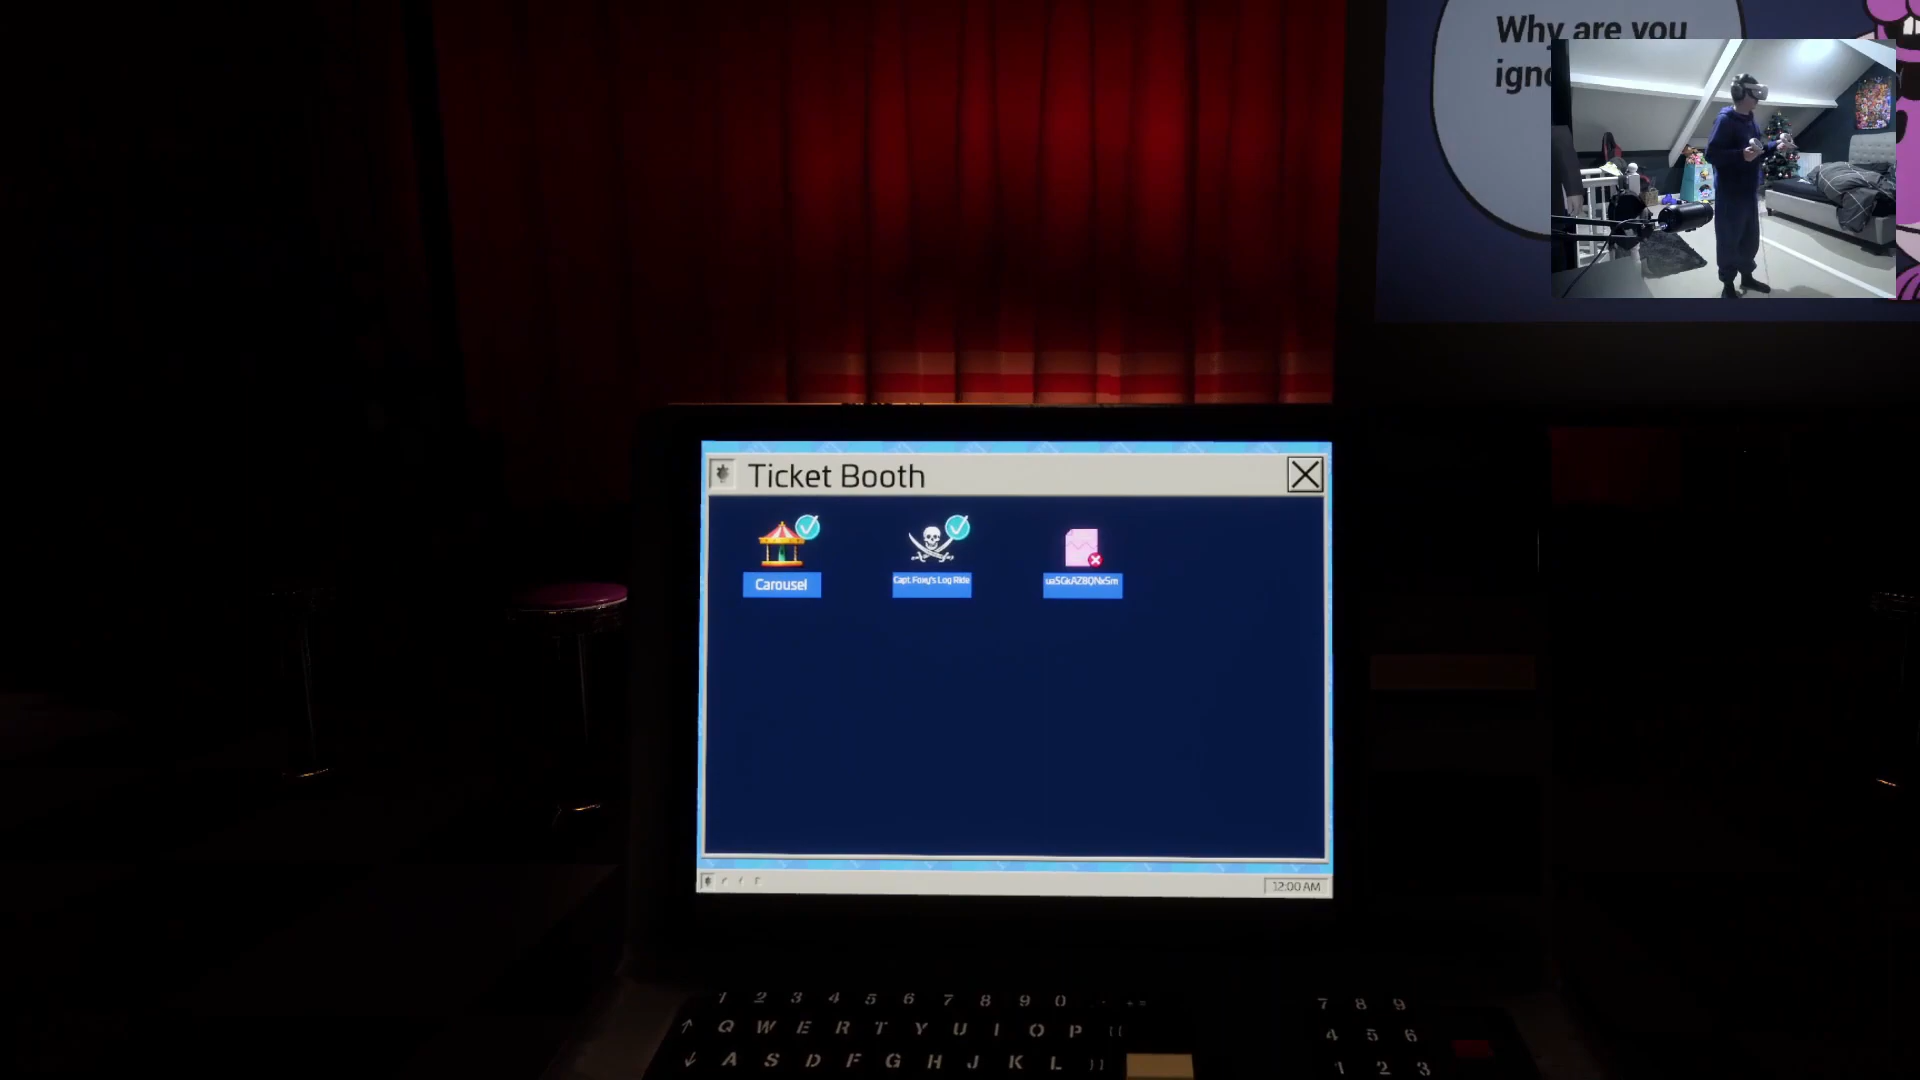 Why are you
Ticket Booth
Carousel
Capt. Foxy's Log Ride
12:00 AM
1 2 3 4 5 6 7 8 9 0
7 8 9
Q W E R T Y U I O P
4 5 6
A S D F G H J K L
1 2 3